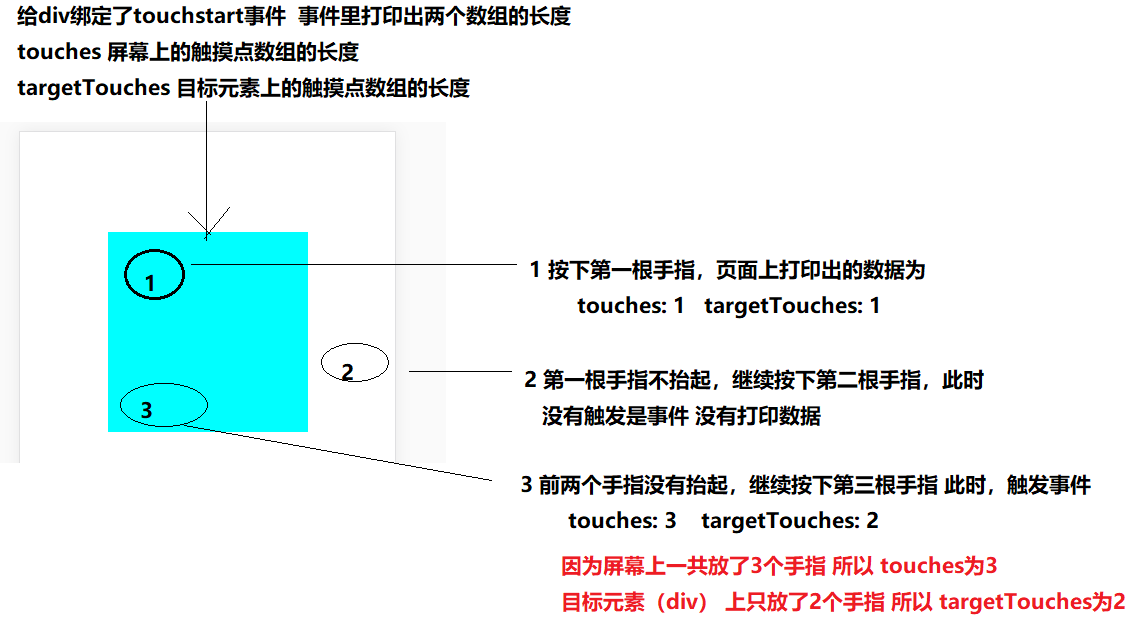 给div绑定了touchstart事件  事件里打印出两个数组的长度
touches 屏幕上的触摸点数组的长度
targetTouches 目标元素上的触摸点数组的长度
1
1 按下第一根手指，页面上打印出的数据为
touches: 1   targetTouches: 1
2
2 第一根手指不抬起，继续按下第二根手指，此时
没有触发是事件 没有打印数据
3
3 前两个手指没有抬起，继续按下第三根手指 此时，触发事件
touches: 3    targetTouches: 2
因为屏幕上一共放了3个手指 所以 touches为3
目标元素（div） 上只放了2个手指 所以 targetTouches为2